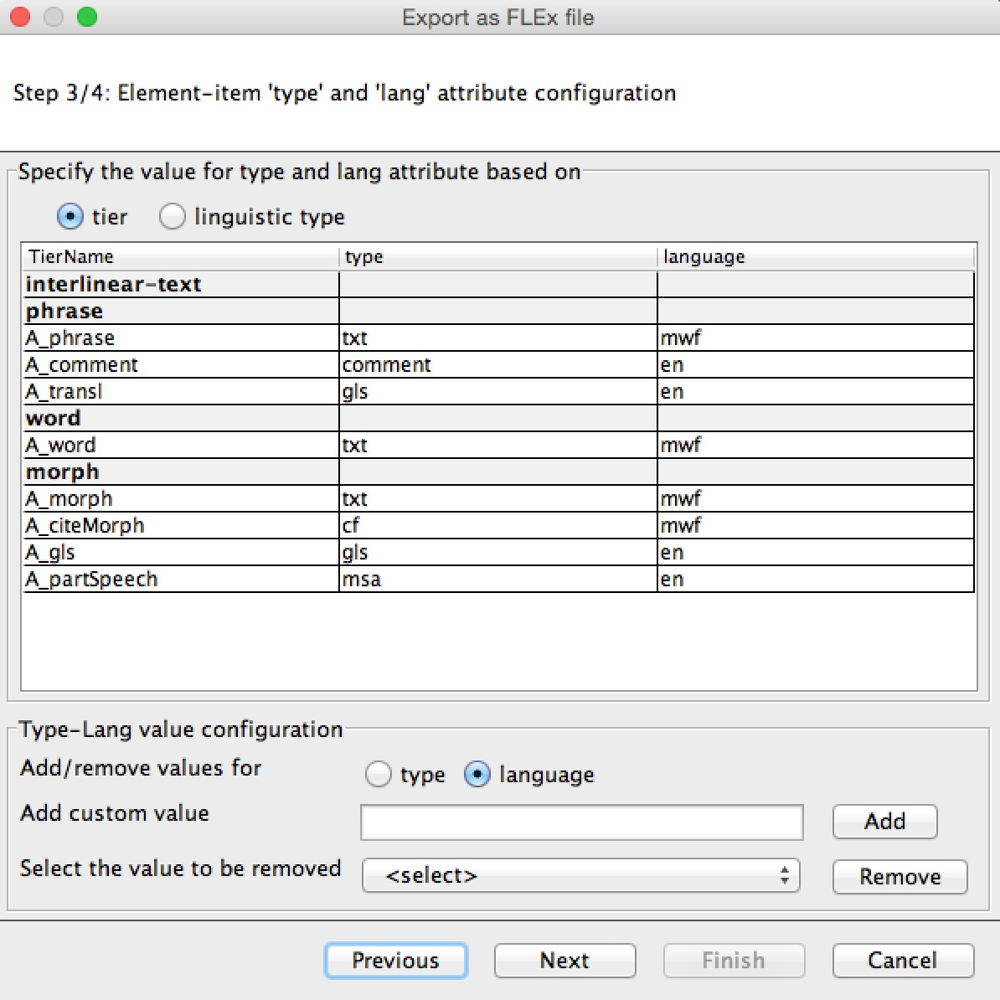 Export as FLEx file
Step 3/4: Element-item 'type' and 'lang' attribute configuration
Specify the value for type and lang attribute based on
tier linguistic type
TierName type language
interlinear-text
phrase
A_phrase txt mwf
A_comment comment en
A_transl gls en
word
A_word txt mwf
morph
A_morph txt mwf
A_citeMorph cf mwf
A_gls gls en
A_partSpeech msa en
Type-Lang value configuration
Add/remove values for type language
Add custom value Add
Select the value to be removed <select> Remove
Previous Next Finish Cancel